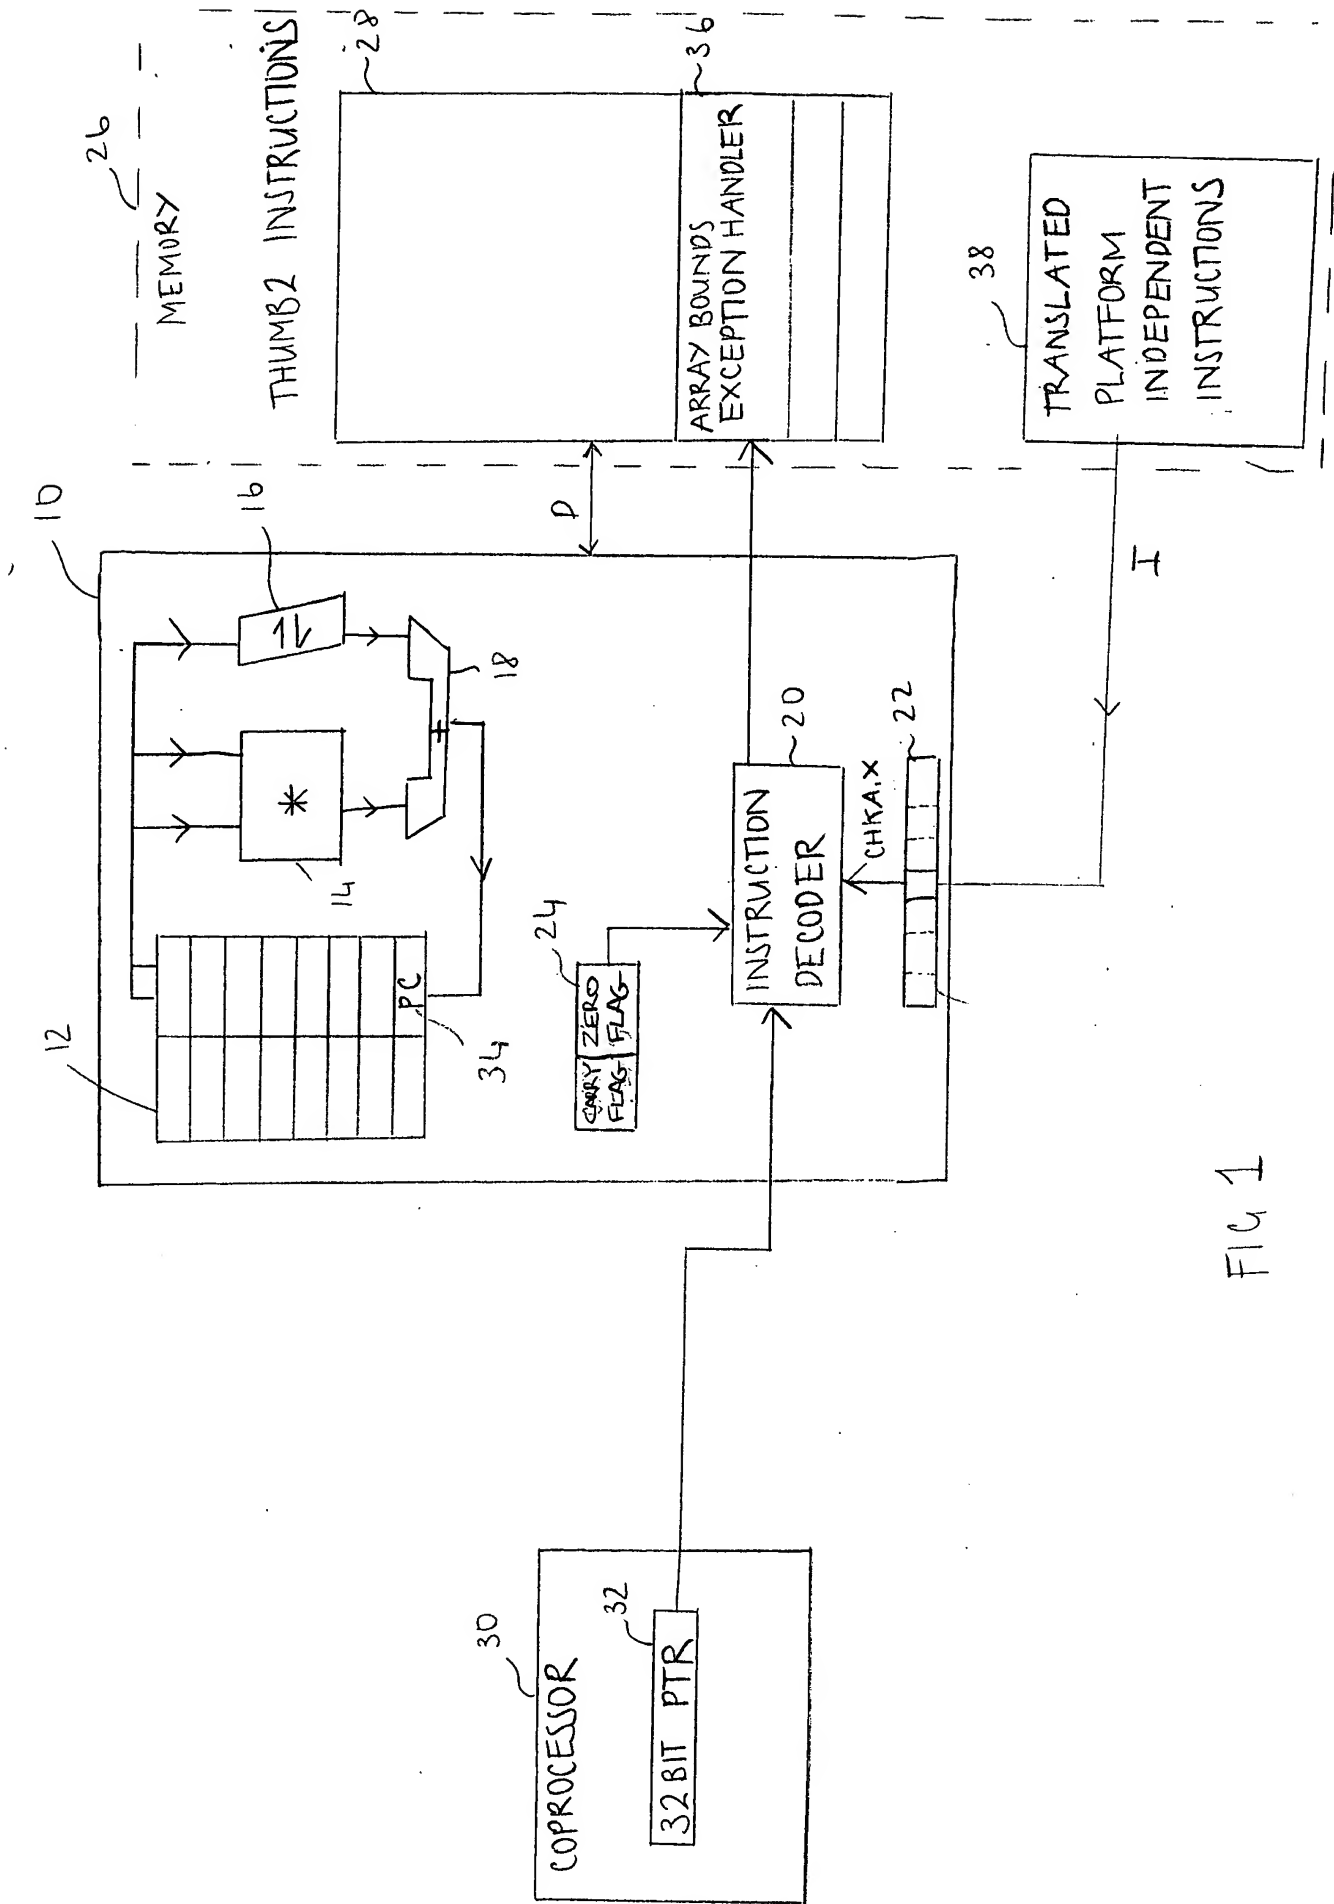 26
MEMORY
THUMB2 INSTRUCTIONS
28
ARRAY BOUNDS
EXCEPTION HANDLER
36
38
TRANSLATED
PLATFORM
INDEPENDENT
INSTRUCTIONS
10
12
PC
34
*
14
16
+
18
D
CARRY
FLAG
ZERO
FLAG
24
INSTRUCTION
DECODER
20
CHKA.X
22
I
COPROCESSOR
30
32BIT PTR
32
FIG 1